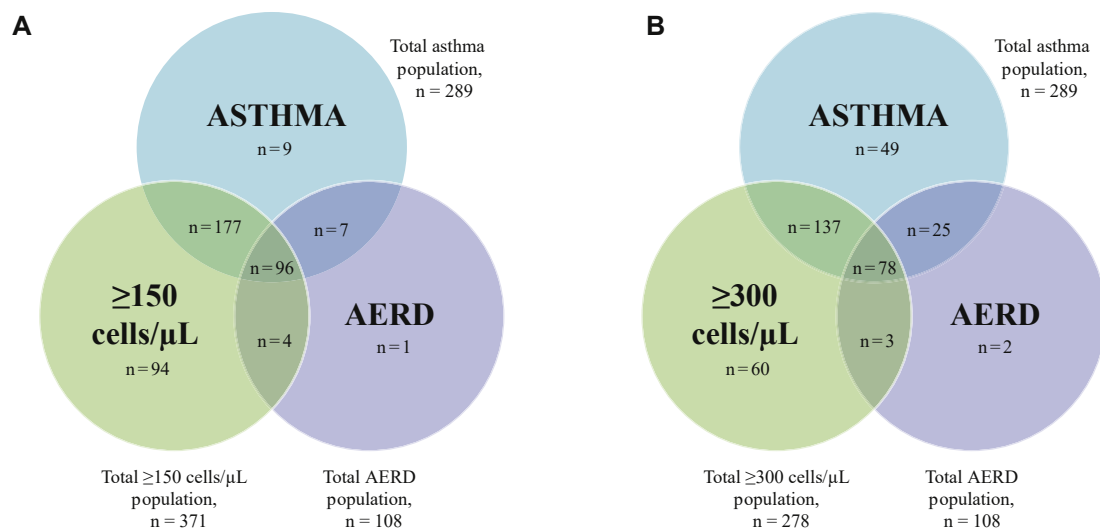 A
Total asthma
population,
n = 289
ASTHMA
n=9
n=177
n=7
n=96
≥150
cells/µL
n=94
AERD
n=1
n=4
Total ≥150 cells/µL
population,
n = 371
Total AERD
population,
n = 108
B
Total asthma
population,
n = 289
ASTHMA
n=49
n=137
n=25
n=78
≥300
cells/µL
n=60
AERD
n=2
n=3
Total ≥300 cells/µL
population,
n = 278
Total AERD
population,
n = 108